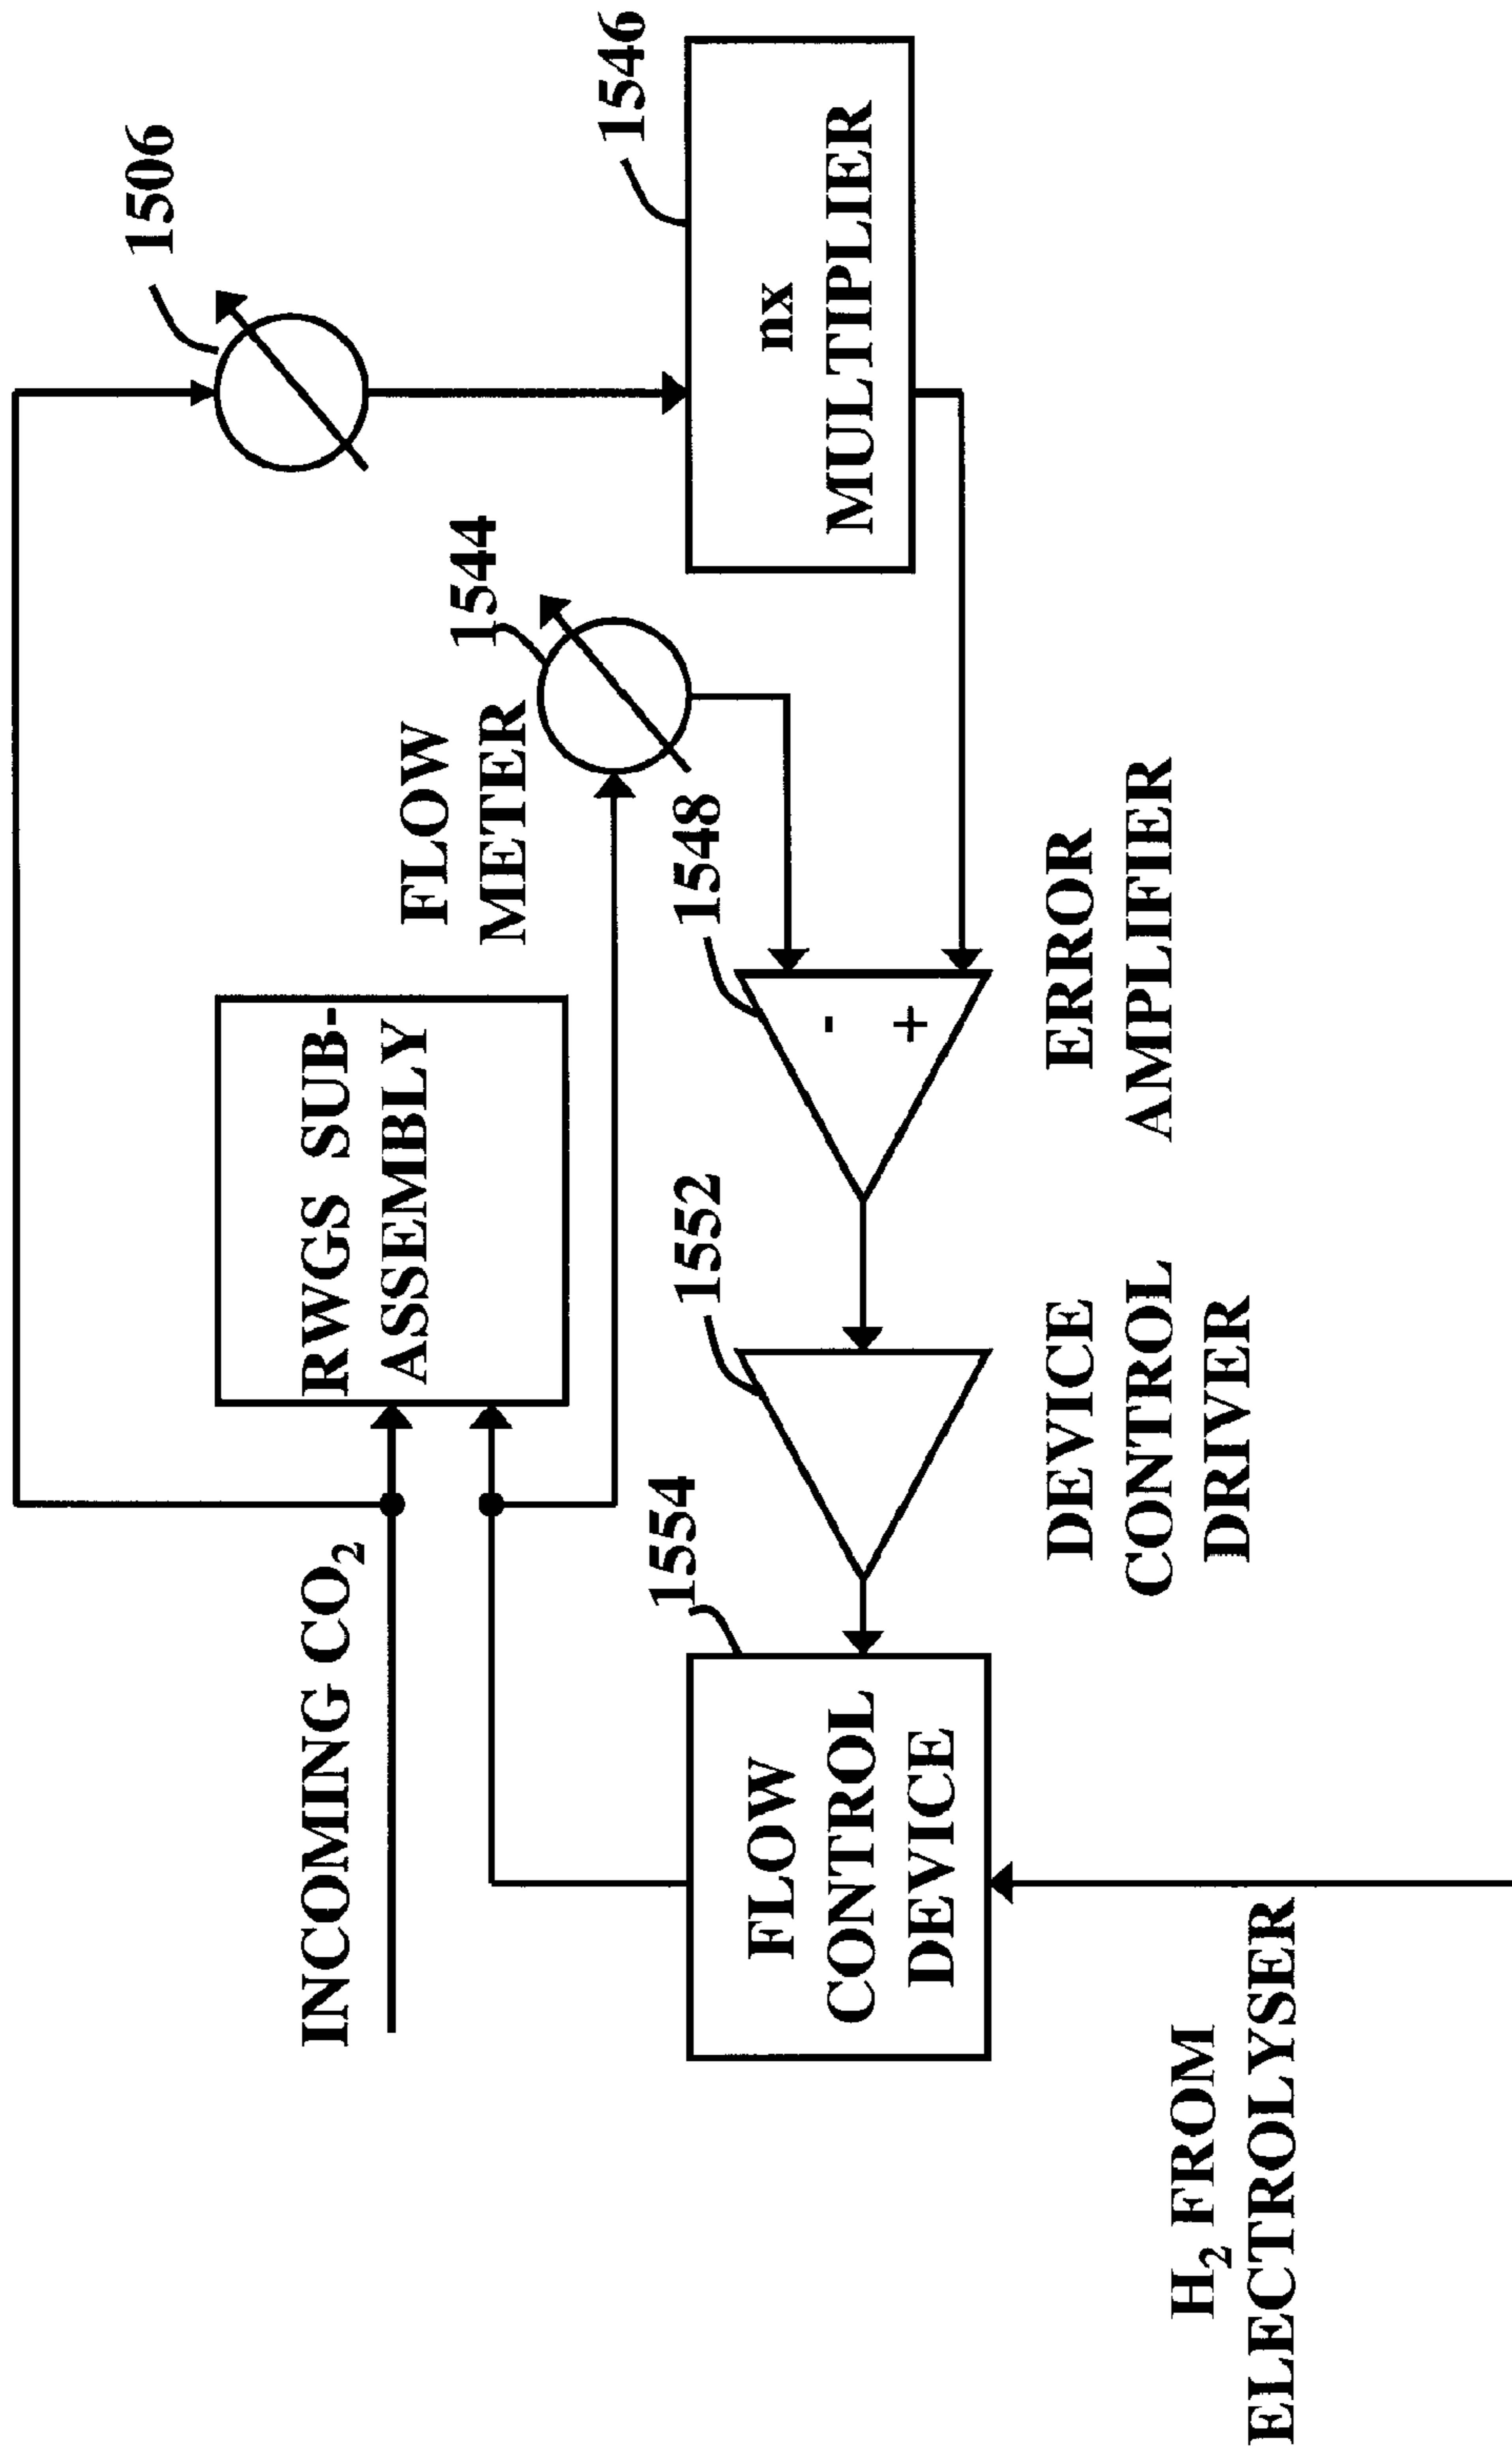 1506
1546
nx
MULTIPLIER
1544
FLOW
METER
1548
-
+
ERROR
AMPLIFIER
RWGS SUB-
ASSEMBLY
1552
DEVICE
CONTROL
DRIVER
INCOMING CO₂
1554
FLOW
CONTROL
DEVICE
H₂ FROM
ELECTROLYSER